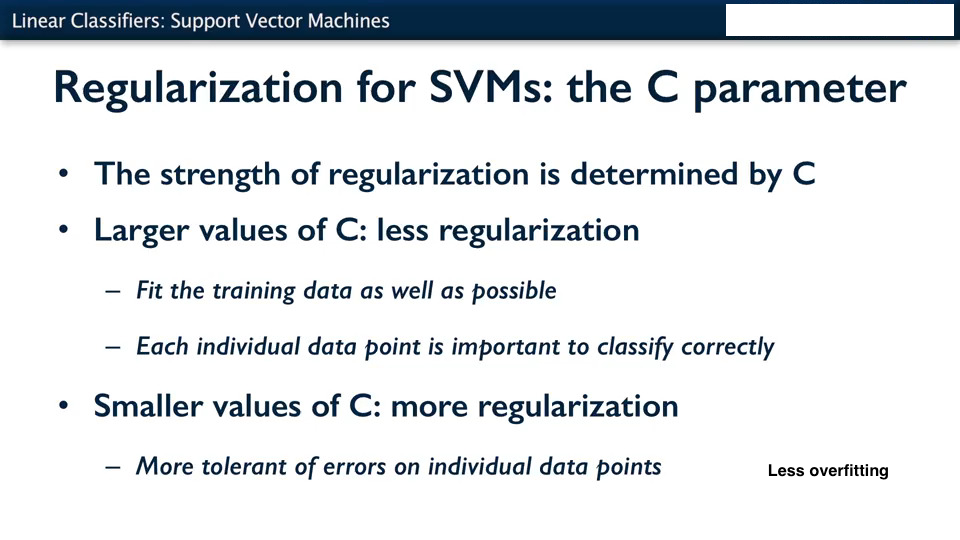 Linear Classifiers: Support Vector Machines
Regularization for SVMs: the C parameter
• The strength of regularization is determined by C
• Larger values of C: less regularization
– Fit the training data as well as possible
– Each individual data point is important to classify correctly
• Smaller values of C: more regularization
– More tolerant of errors on individual data points
Less overfitting